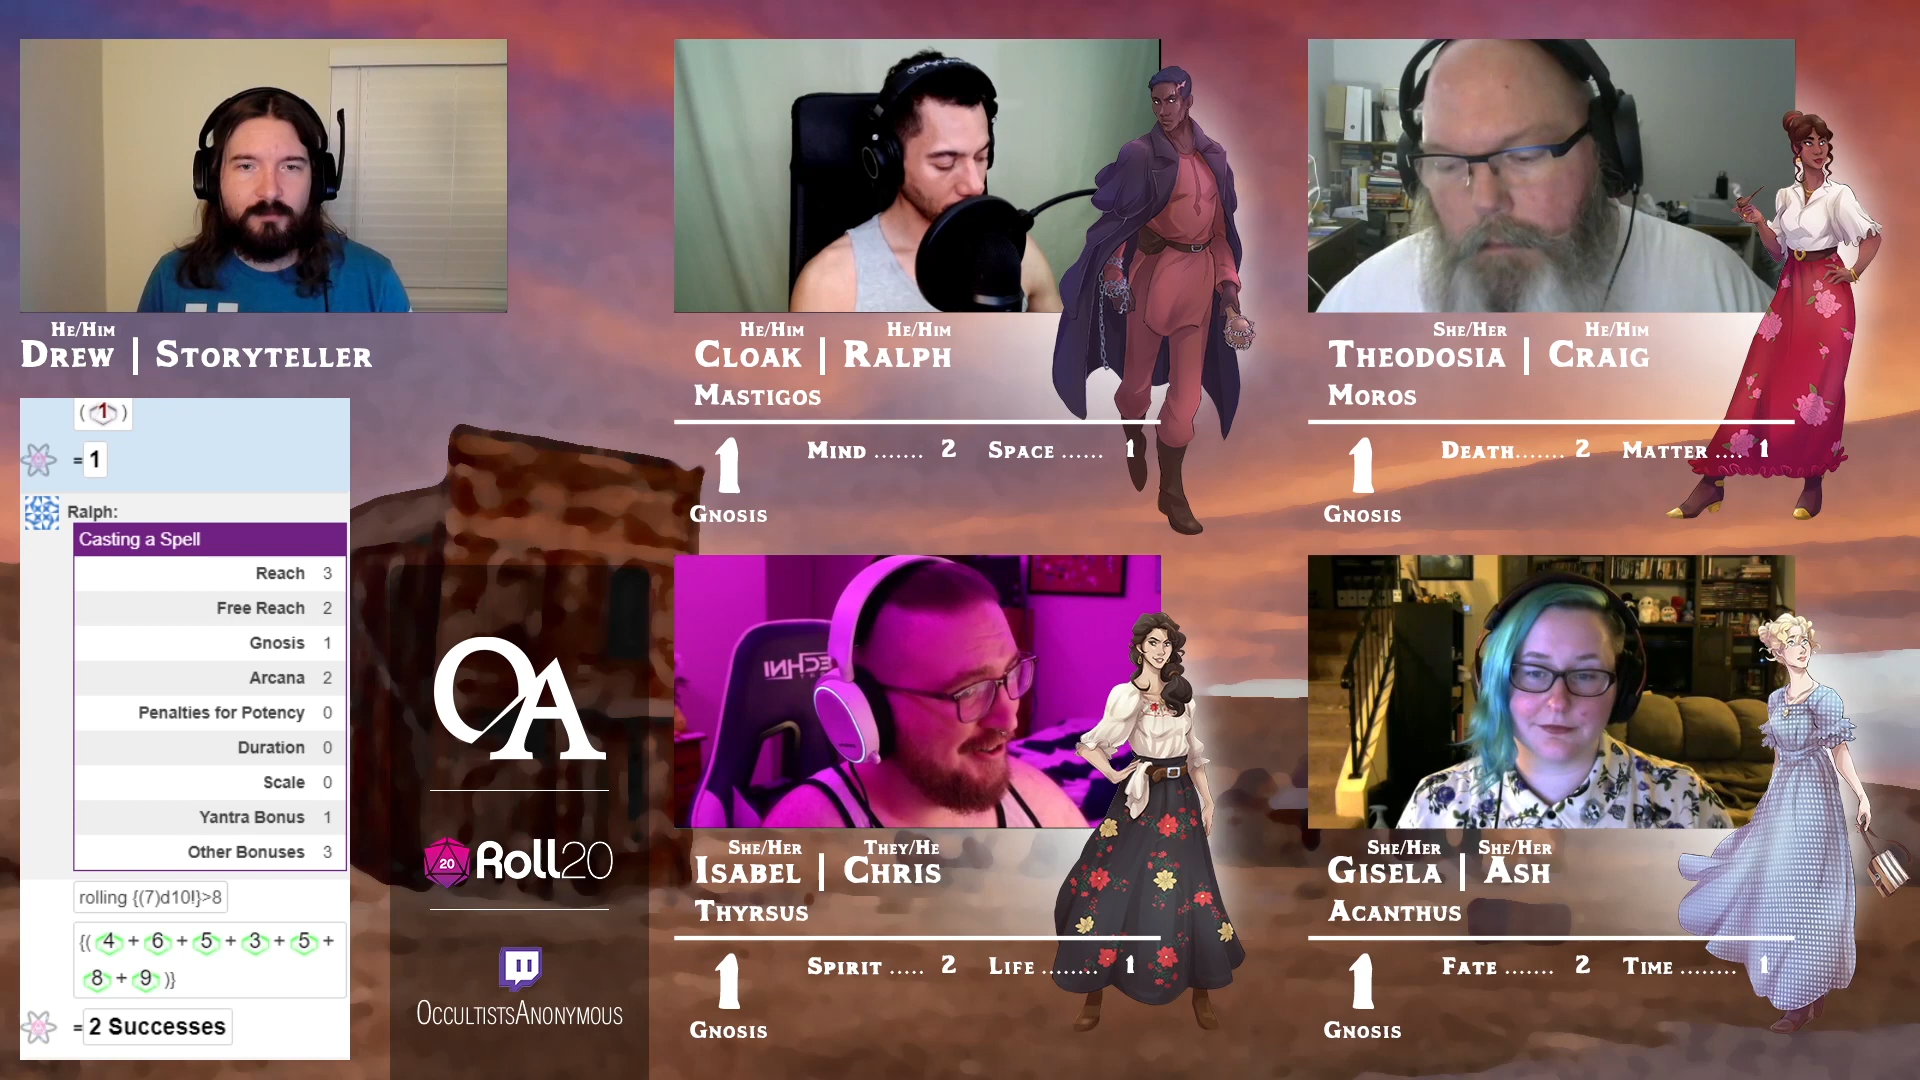 He/Him
Drew | Storyteller
He/Him He/Him
Cloak | Ralph
Mastigos
1
Gnosis
Mind ....... 2 Space ...... 1
She/Her He/Him
Theodosia | Craig
Moros
1
Gnosis
Death....... 2 Matter .... 1
(1)
=1
Ralph:
Casting a Spell
Reach 3
Free Reach 2
Gnosis 1
Arcana 2
Penalties for Potency 0
Duration 0
Scale 0
Yantra Bonus 1
Other Bonuses 3
rolling {(7)d10!}>8
{(4+6+5+3+5+
8+9)}
=2 Successes
OA
20
Roll20
OccultistsAnonymous
She/Her They/He
Isabel | Chris
Thyrsus
1
Gnosis
Spirit ..... 2 Life ........ 1
She/Her She/Her
Gisela | Ash
Acanthus
1
Gnosis
Fate ....... 2 Time ........ 1